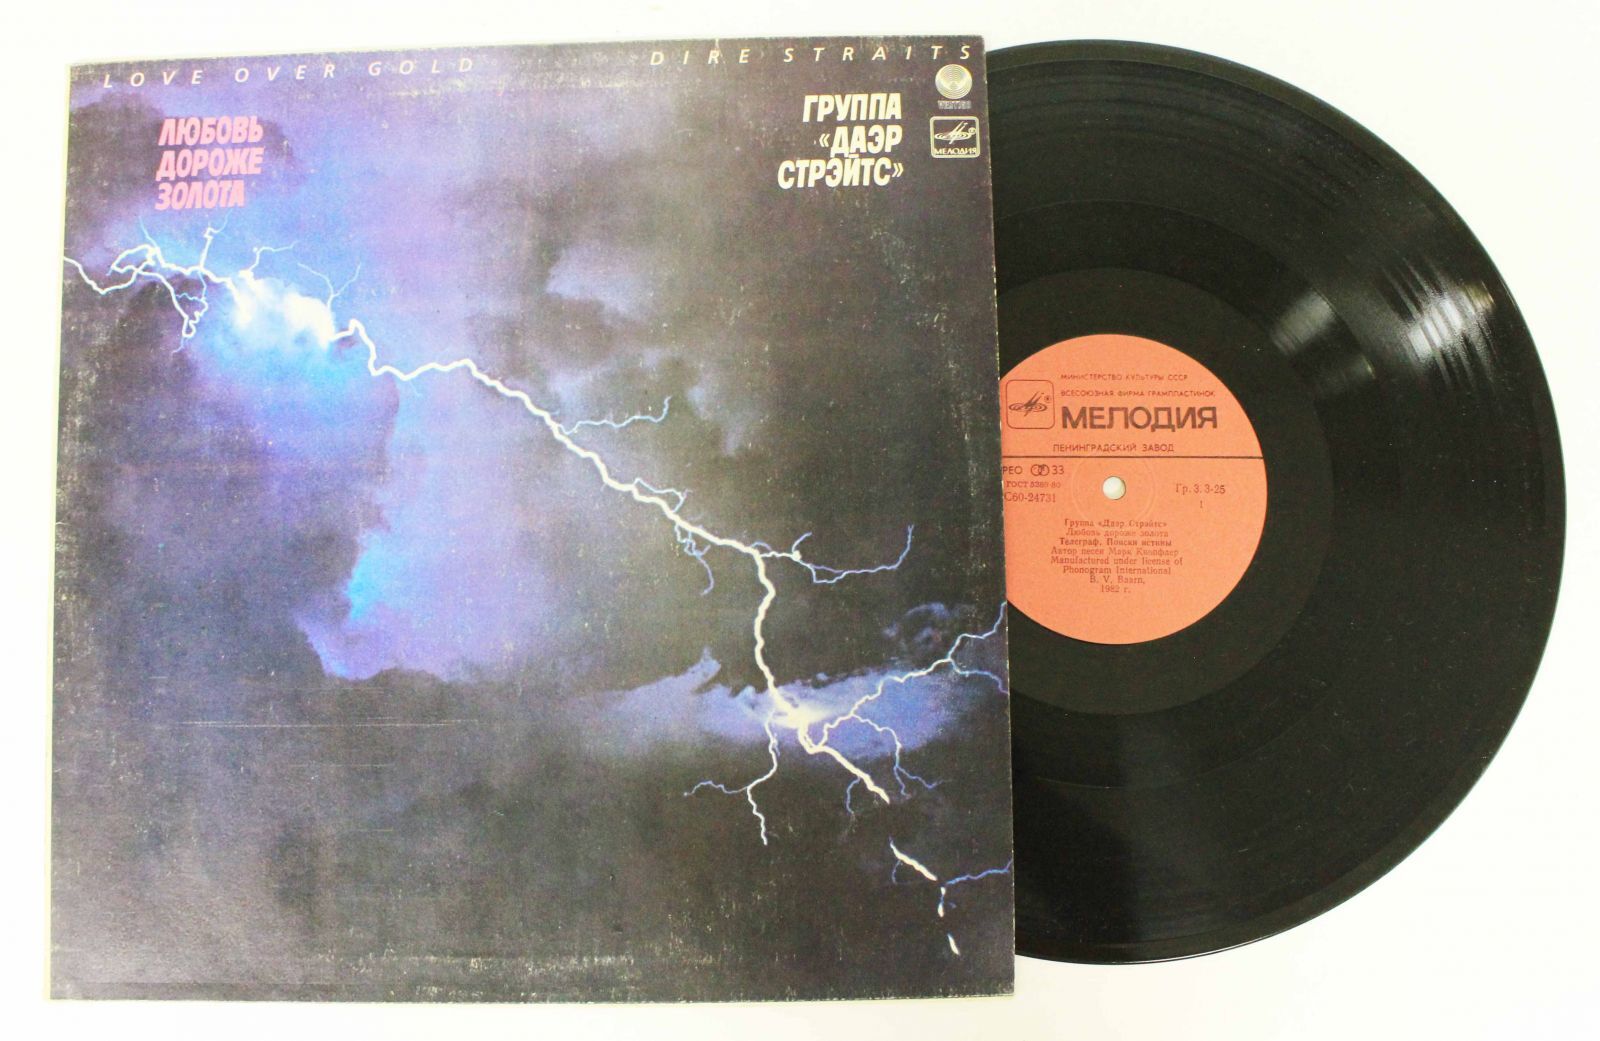 LOVE OVER GOLD
DIRE STRAITS
VERTIGO
ЛЮБОВЬ
ДОРОЖЕ
ЗОЛОТА
ГРУППА
«ДАЭР
СТРЭЙТС»
МЕЛОДИЯ
МИНИСТЕРСТВО КУЛЬТУРЫ СССР
ВСЕСОЮЗНАЯ ФИРМА ГРАМПЛАСТИНОК
МЕЛОДИЯ
ЛЕНИНГРАДСКИЙ ЗАВОД
РЕО 33
ГОСТ 5289-80
С60-24731
Гр. 3. 3-25
1
Группа «Даэр Стрэйтс»
Любовь дороже золота
Телеграф. Поиски истины
Автор песен Марк Кнопфлер
Manufactured under license of
Phonogram International
B. V. Baarn,
1982 г.